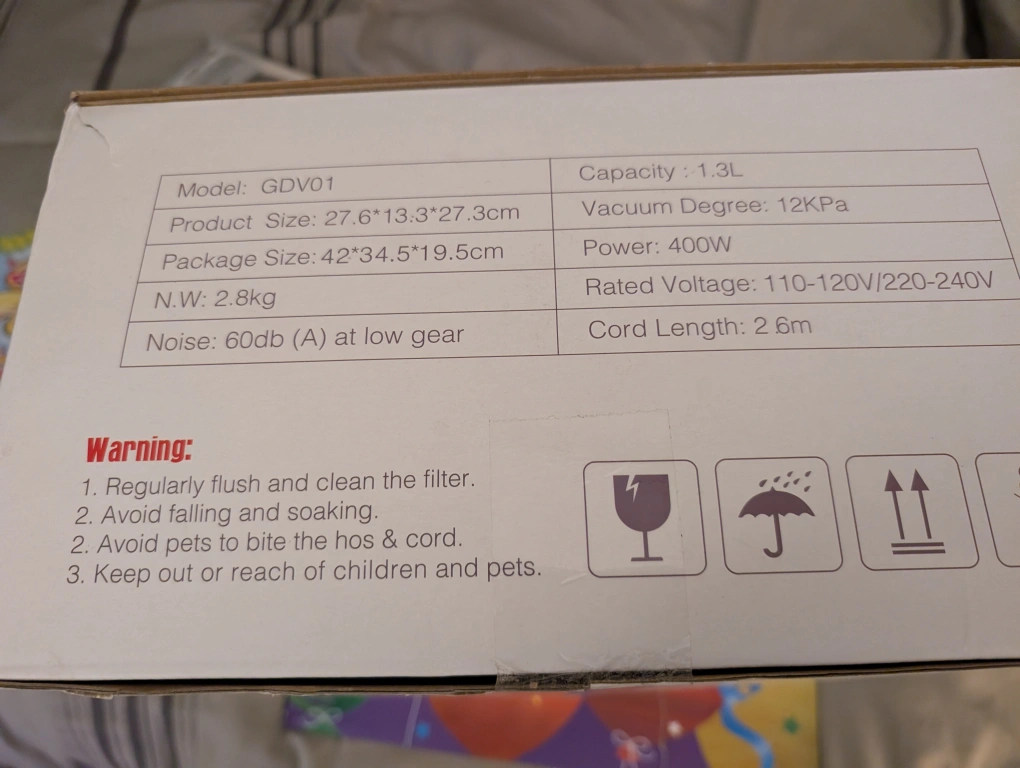 Model: GDV01
Product Size: 27.6*13.3*27.3cm
Package Size: 42*34.5*19.5cm
N.W: 2.8kg
Noise: 60db (A) at low gear
Capacity : 1.3L
Vacuum Degree: 12KPa
Power: 400W
Rated Voltage: 110-120V/220-240V
Cord Length: 2.6m
Warning:
1. Regularly flush and clean the filter.
2. Avoid falling and soaking.
2. Avoid pets to bite the hos & cord.
3. Keep out or reach of children and pets.